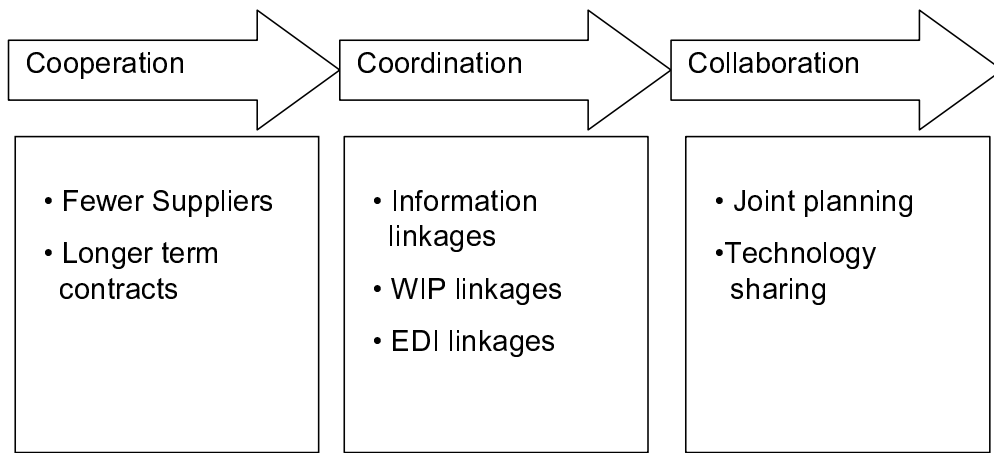 Cooperation
• Fewer Suppliers
• Longer term
contracts
Coordination
• Information
linkages
• WIP linkages
• EDI linkages
Collaboration
• Joint planning
•Technology
sharing